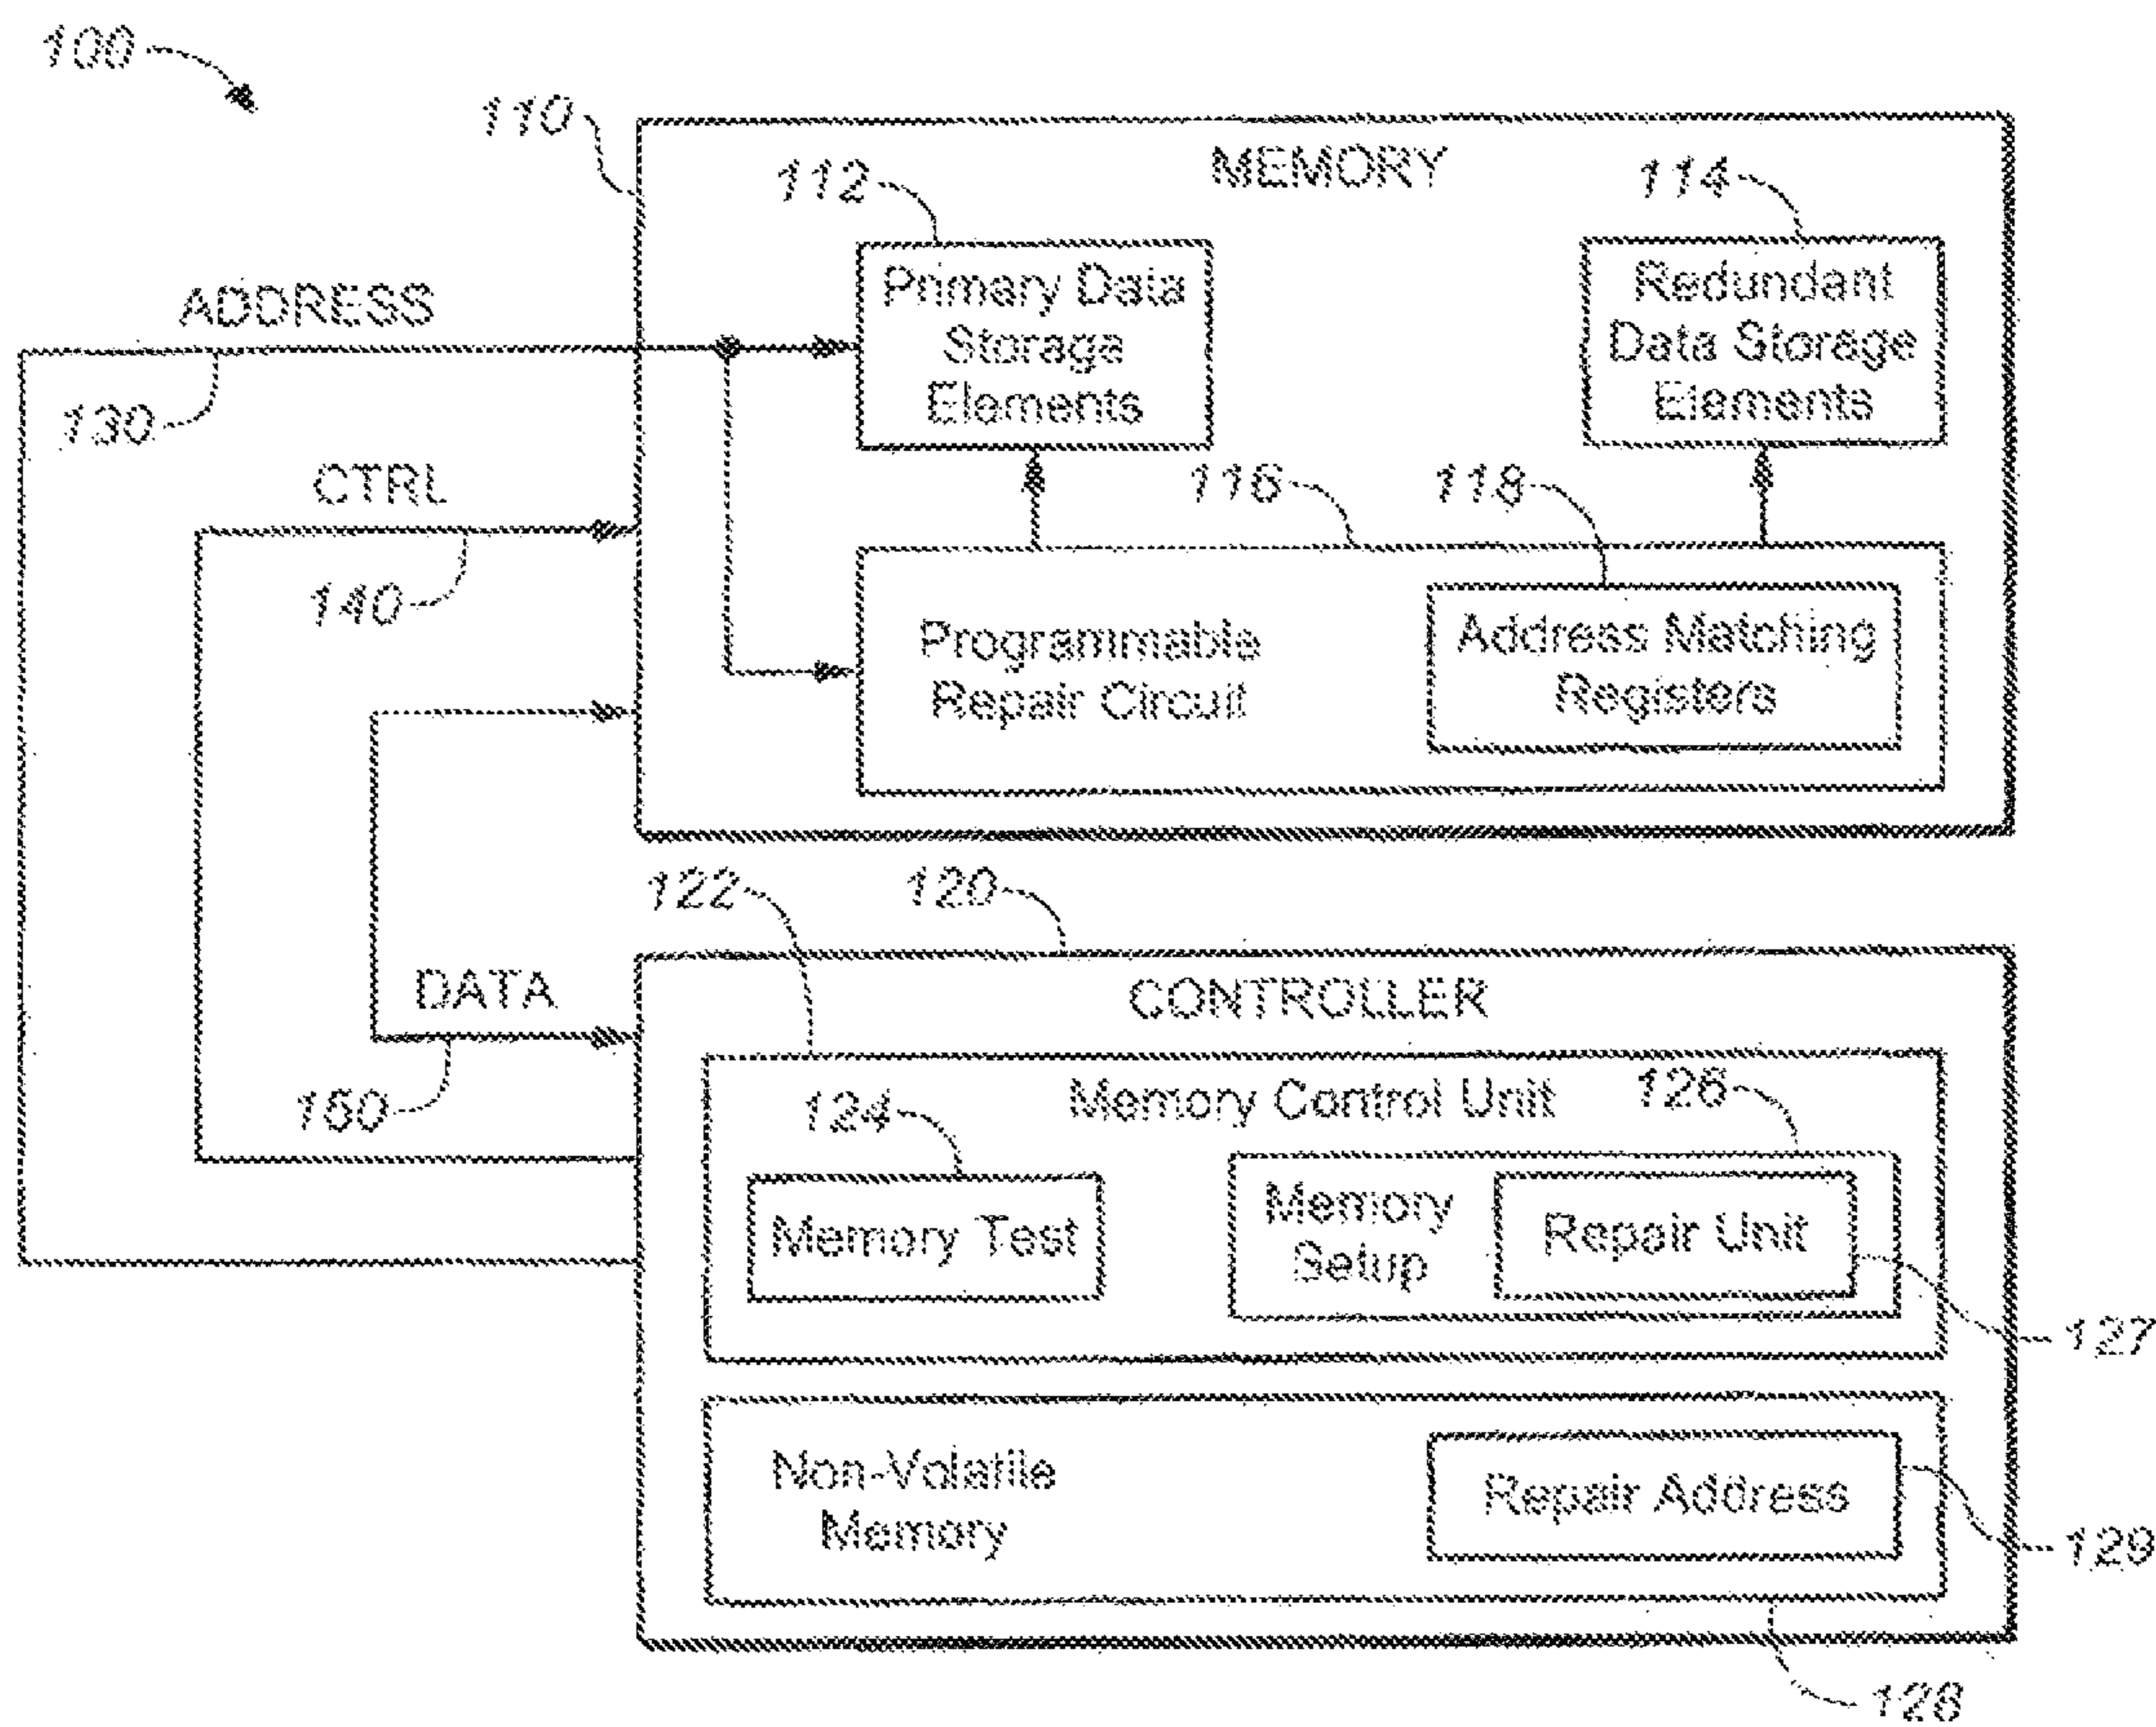 100
110
MEMORY
112
114
Primary Data
Storage
Elements
Redundant
Data Storage
Elements
ADDRESS
130
CTRL
140
116
118
Programmable
Repair Circuit
Address Matching
Registers
122
120
CONTROLLER
DATA
150
Memory Control Unit
124
126
Memory Test
Memory
Setup
Repair Unit
127
Non-Volatile
Memory
Repair Address
129
128